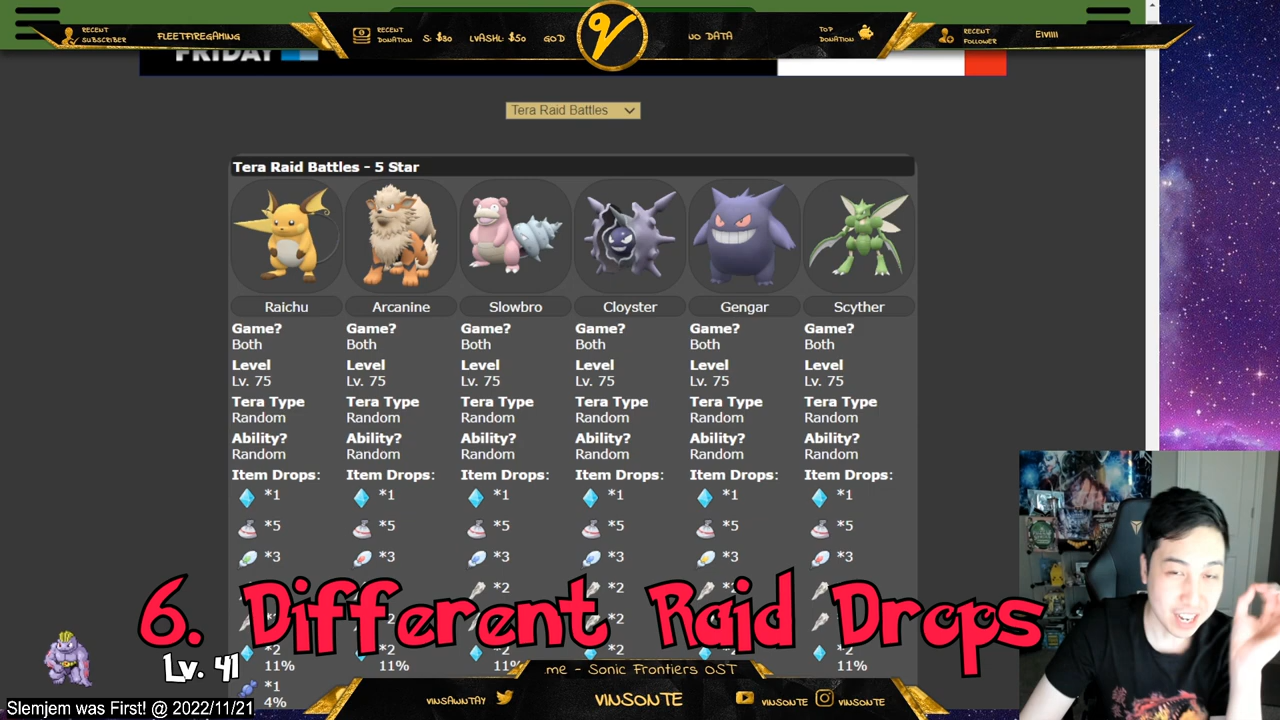 RECENT SUBSCRIBER
FLEETFIREGAMING
RECENT DONATION
S: $30 LVASHL: $50 GOD
NO DATA
TOP DONATION
RECENT FOLLOWER
FRIDAY
Tera Raid Battles
Tera Raid Battles - 5 Star
Raichu Arcanine Slowbro Cloyster Gengar Scyther
Game? Game? Game? Game? Game? Game?
Both Both Both Both Both Both
Level Level Level Level Level Level
Lv. 75 Lv. 75 Lv. 75 Lv. 75 Lv. 75 Lv. 75
Tera Type Tera Type Tera Type Tera Type Tera Type Tera Type
Random Random Random Random Random Random
Ability? Ability? Ability? Ability? Ability? Ability?
Random Random Random Random Random Random
Item Drops: Item Drops: Item Drops: Item Drops: Item Drops: Item Drops:
*1 *1 *1 *1 *1 *1
*5 *5 *5 *5 *5 *5
*3 *3 *3 *3 *3 *3
*2 *2 *2
6. Different Raid Drops
*2 *2 *2 *2 *2
11% 11% 11%
*1
4%
Lv. 41
me - Sonic Frontiers OST
Slemjem was First! @ 2022/11/21
VINSAWNTAY
VINSONTE
VINSONTE
VINSONTE